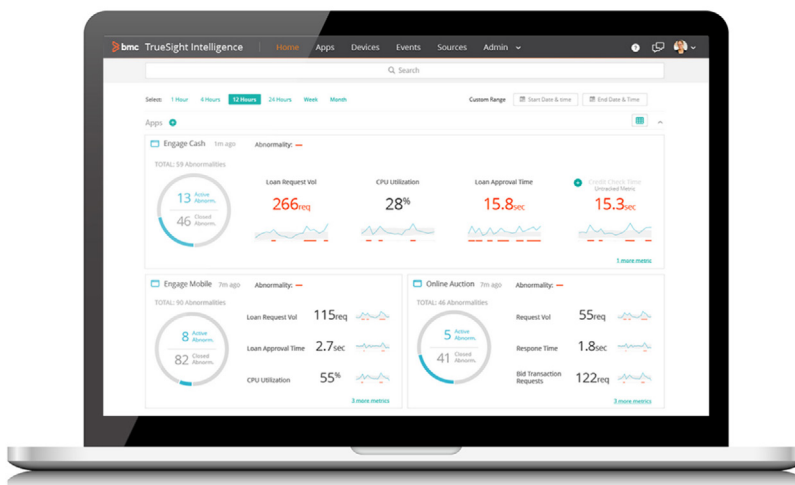 bmc TrueSight Intelligence Home Apps Devices Events Sources Admin
Search
Select: 1 Hour 4 Hours 12 Hours 24 Hours Week Month Custom Range Start Date & time End Date & Time
Apps
Engage Cash 1m ago Abnormality:
TOTAL: 59 Abnormalities
13 Active Abnorm.
46 Closed Abnorm.
Loan Request Vol
266req
CPU Utilization
28%
Loan Approval Time
15.8sec
Credit Check Time
Untracked Metric
15.3sec
1 more metric
Engage Mobile 7m ago Abnormality:
TOTAL: 90 Abnormalities
8 Active Abnorm.
82 Closed Abnorm.
Loan Request Vol 115req
Loan Approval Time 2.7sec
CPU Utilization 55%
3 more metrics
Online Auction 7m ago Abnormality:
TOTAL: 46 Abnormalities
5 Active Abnorm.
41 Closed Abnorm.
Request Vol 55req
Respone Time 1.8sec
Bid Transaction
Requests 122req
3 more metrics